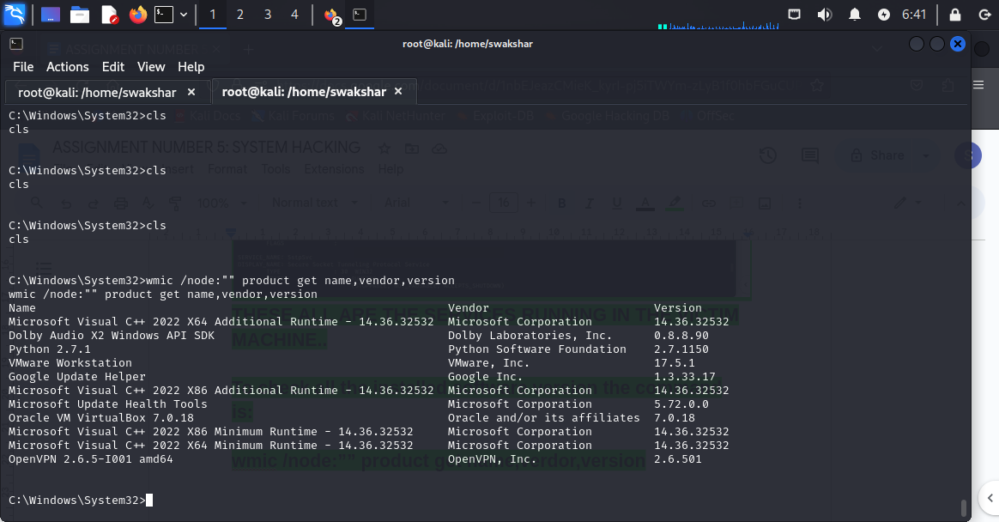 1 2 3 4 2 6:41
root@kali: /home/swakshar
ASSIGNMENT NUMBER
File Actions Edit View Help
root@kali: /home/swakshar × root@kali: /home/swakshar ×
C:\Windows\System32>cls
Kali Docs Kali Forums Kali NetHunter Exploit-DB Google Hacking DB OffSec
cls
ASSIGNMENT NUMBER 5: SYSTEM HACKING
Share
S
C:\Windows\System32>cls
Insert Format Tools Extensions Help
cls
100% Normal text Arial 16 B I U A
C:\Windows\System32>cls
cls
C:\Windows\System32>wmic /node:"" product get name,vendor,version
wmic /node:"" product get name,vendor,version
Name Vendor Version
THESE ALL ARE THE SERVICES RUNNING IN THE VICTIM
Microsoft Visual C++ 2022 X64 Additional Runtime - 14.36.32532 Microsoft Corporation 14.36.32532
Dolby Audio X2 Windows API SDK Dolby Laboratories, Inc. 0.8.8.90
MACHINE..
Python 2.7.1 Python Software Foundation 2.7.1150
VMware Workstation VMware, Inc. 17.5.1
Google Update Helper Google Inc. 1.3.33.17
Microsoft Visual C++ 2022 X86 Additional Runtime - 14.36.32532 Microsoft Corporation 14.36.32532
Microsoft Update Health Tools Microsoft Corporation 5.72.0.0
is:
Oracle VM VirtualBox 7.0.18 Oracle and/or its affiliates 7.0.18
Microsoft Visual C++ 2022 X86 Minimum Runtime - 14.36.32532 Microsoft Corporation 14.36.32532
Microsoft Visual C++ 2022 X64 Minimum Runtime - 14.36.32532 Microsoft Corporation 14.36.32532
OpenVPN 2.6.5-I001 amd64 OpenVPN, Inc. 2.6.501
wmic /node:"" product get name,vendor,version
C:\Windows\System32>